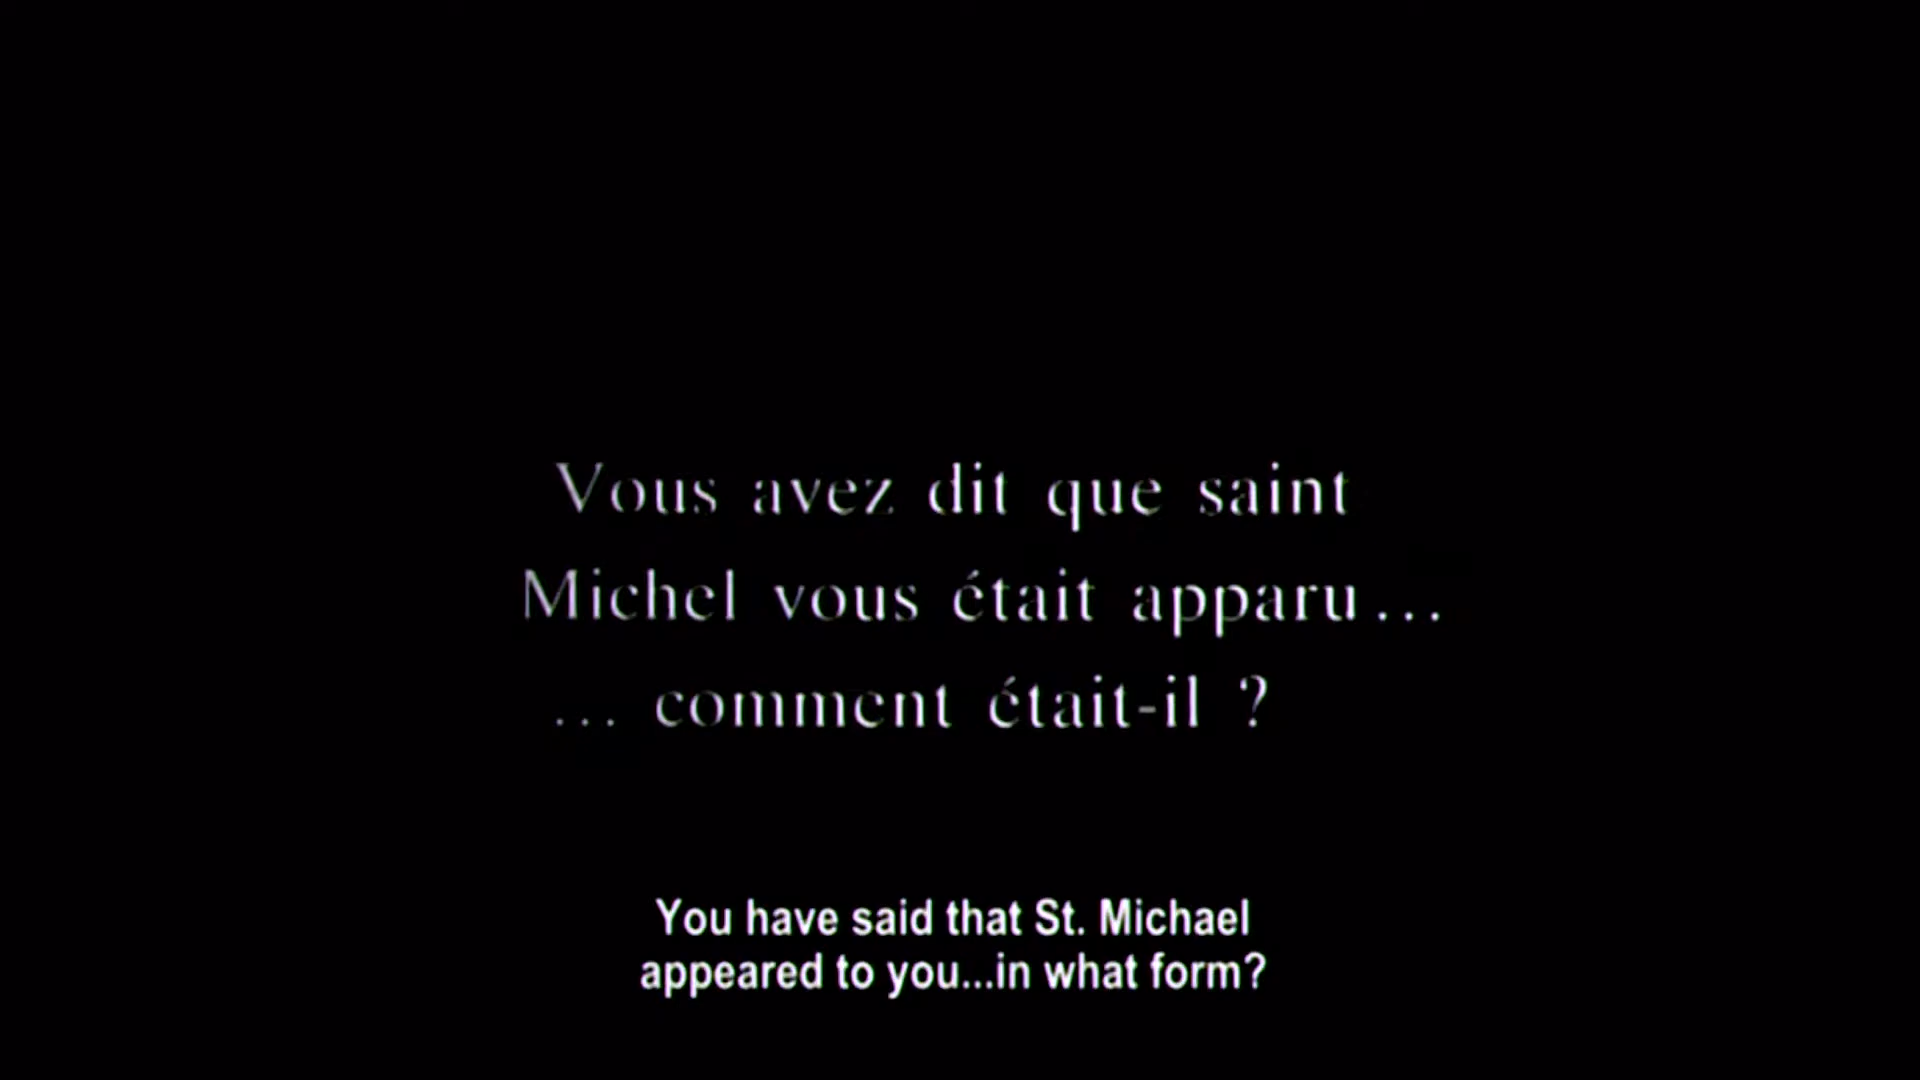 Vous avez dit que saint
Michel vous était apparu...
... comment était-il ?
You have said that St. Michael
appeared to you...in what form?